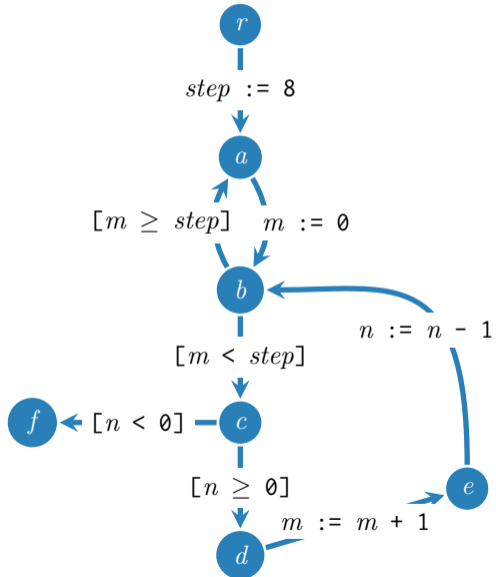 r
step := 8
a
[m ≥ step] m := 0
b
n := n - 1
[m < step]
f [n < 0] c
[n ≥ 0] e
m := m + 1
d